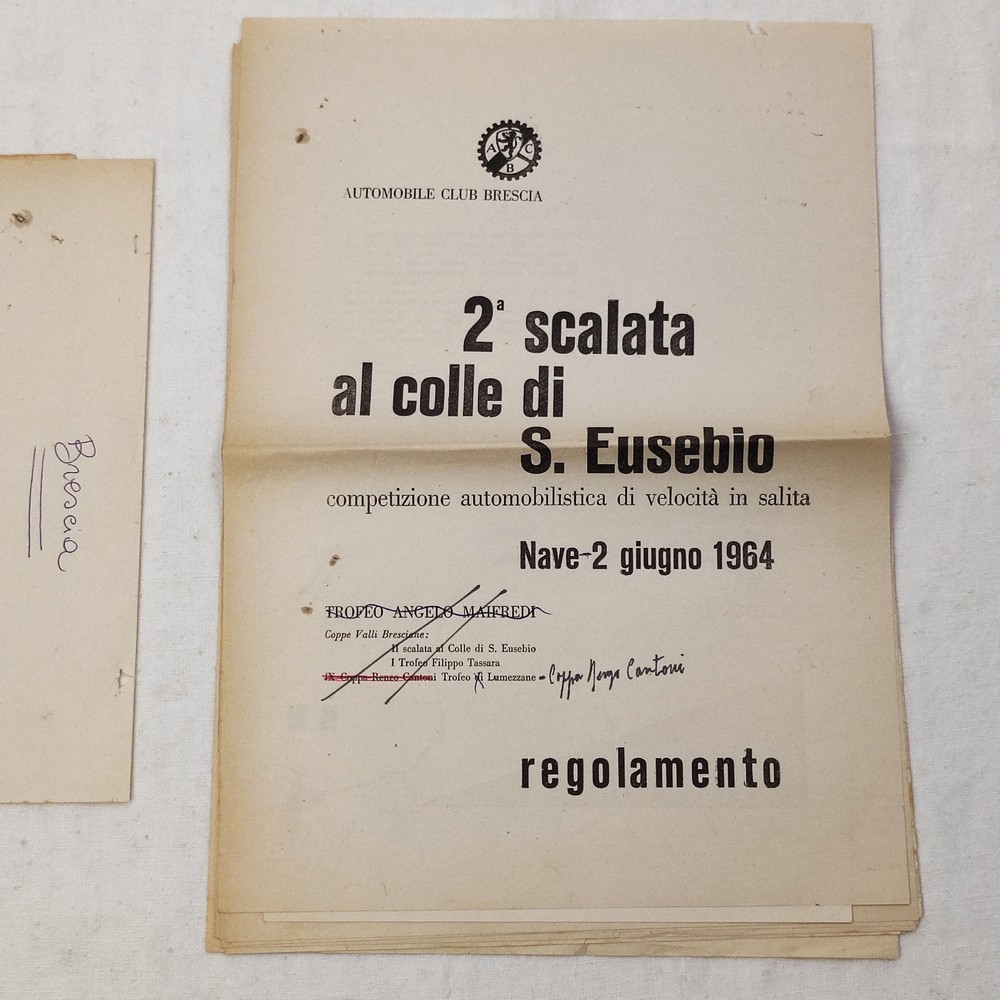 A C
B
AUTOMOBILE CLUB BRESCIA
2ª scalata
al colle di
S. Eusebio
competizione automobilistica di velocità in salita
Nave-2 giugno 1964
TROFEO ANGELO MAIFREDI
Coppe Valli Bresciane:
II scalata al Colle di S. Eusebio
I Trofeo Filippo Tassara
IX Coppa Renzo Cantoni Trofeo di Lumezzane - Coppa Renzo Cantoni
regolamento
Brescia